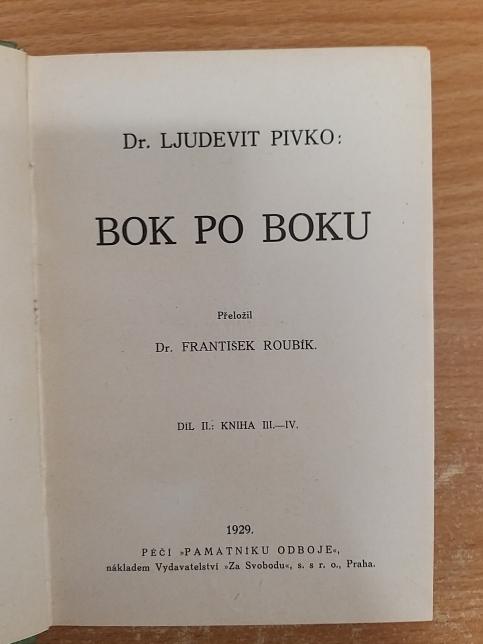 Dr. LJUDEVIT PIVKO:
BOK PO BOKU
Přeložil
Dr. FRANTIŠEK ROUBÍK.
DÍL II.: KNIHA III.—IV.
1929.
PÉČÍ »PAMÁTNÍKU ODBOJE«,
nákladem Vydavatelství »Za Svobodu«, s. s r. o., Praha.